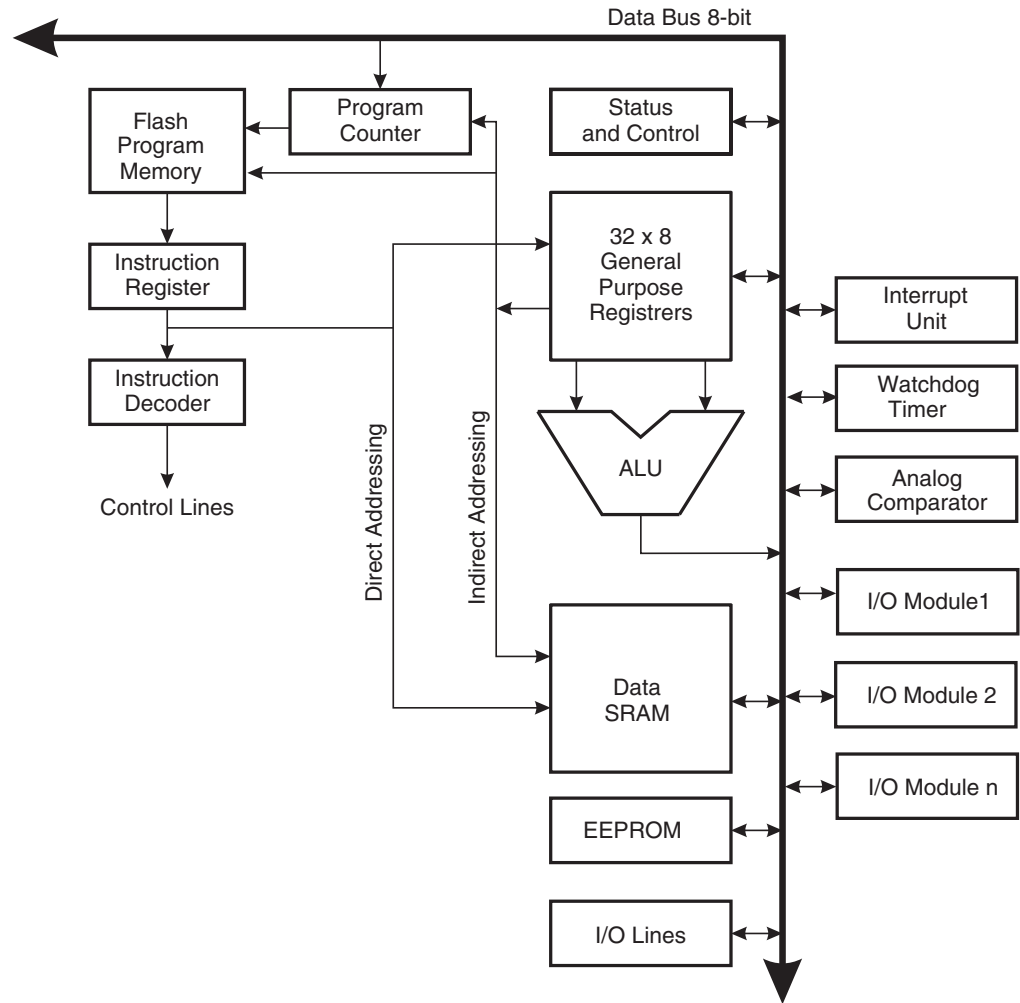 Data Bus 8-bit
Flash
Program
Memory
Program
Counter
Status
and Control
32 x 8
General
Purpose
Registrers
Instruction
Register
Instruction
Decoder
Control Lines
Direct Addressing
Indirect Addressing
ALU
Interrupt
Unit
Watchdog
Timer
Analog
Comparator
I/O Module1
Data
SRAM
I/O Module 2
I/O Module n
EEPROM
I/O Lines